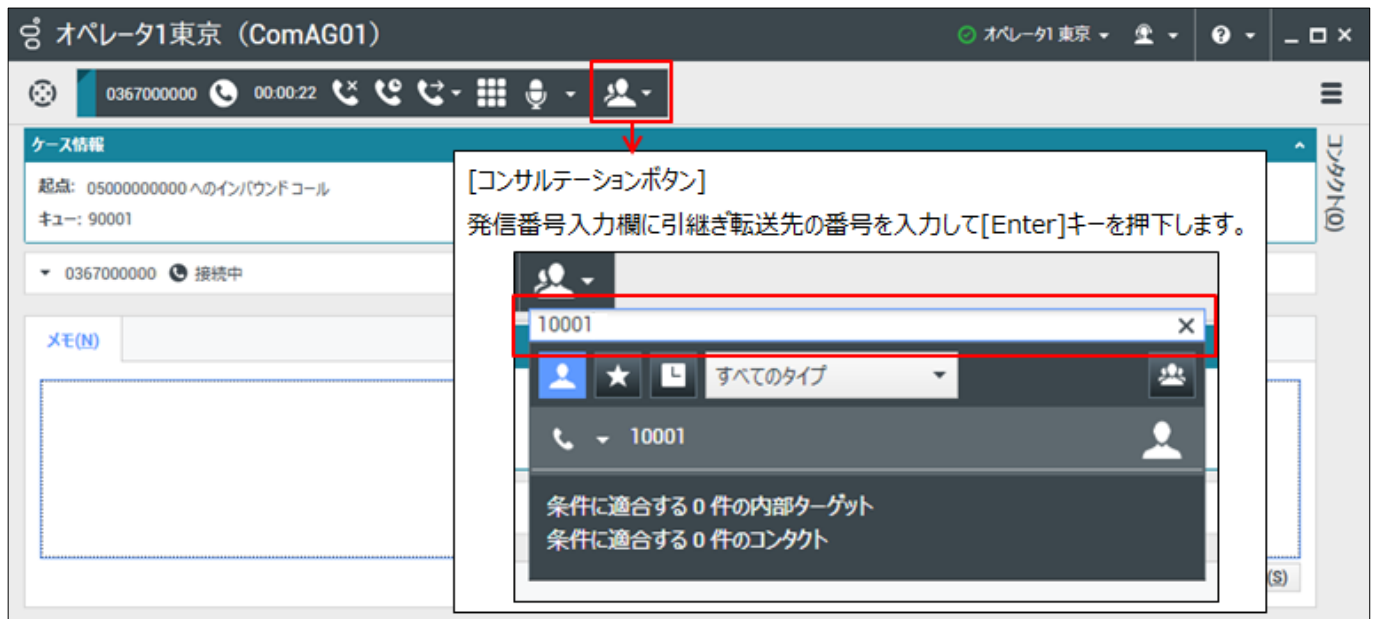 オペレータ1東京（ComAG01）
オペレータ1 東京
0367000000 00:00:22
ケース情報
起点: 05000000000 へのインバウンド コール
キュー: 90001
コンタクト(O)
0367000000 接続中
メモ(N)
[コンサルテーションボタン]
発信番号入力欄に引継ぎ転送先の番号を入力して[Enter]キーを押下します。
10001
すべてのタイプ
10001
条件に適合する 0 件の内部ターゲット
条件に適合する 0 件のコンタクト
(S)